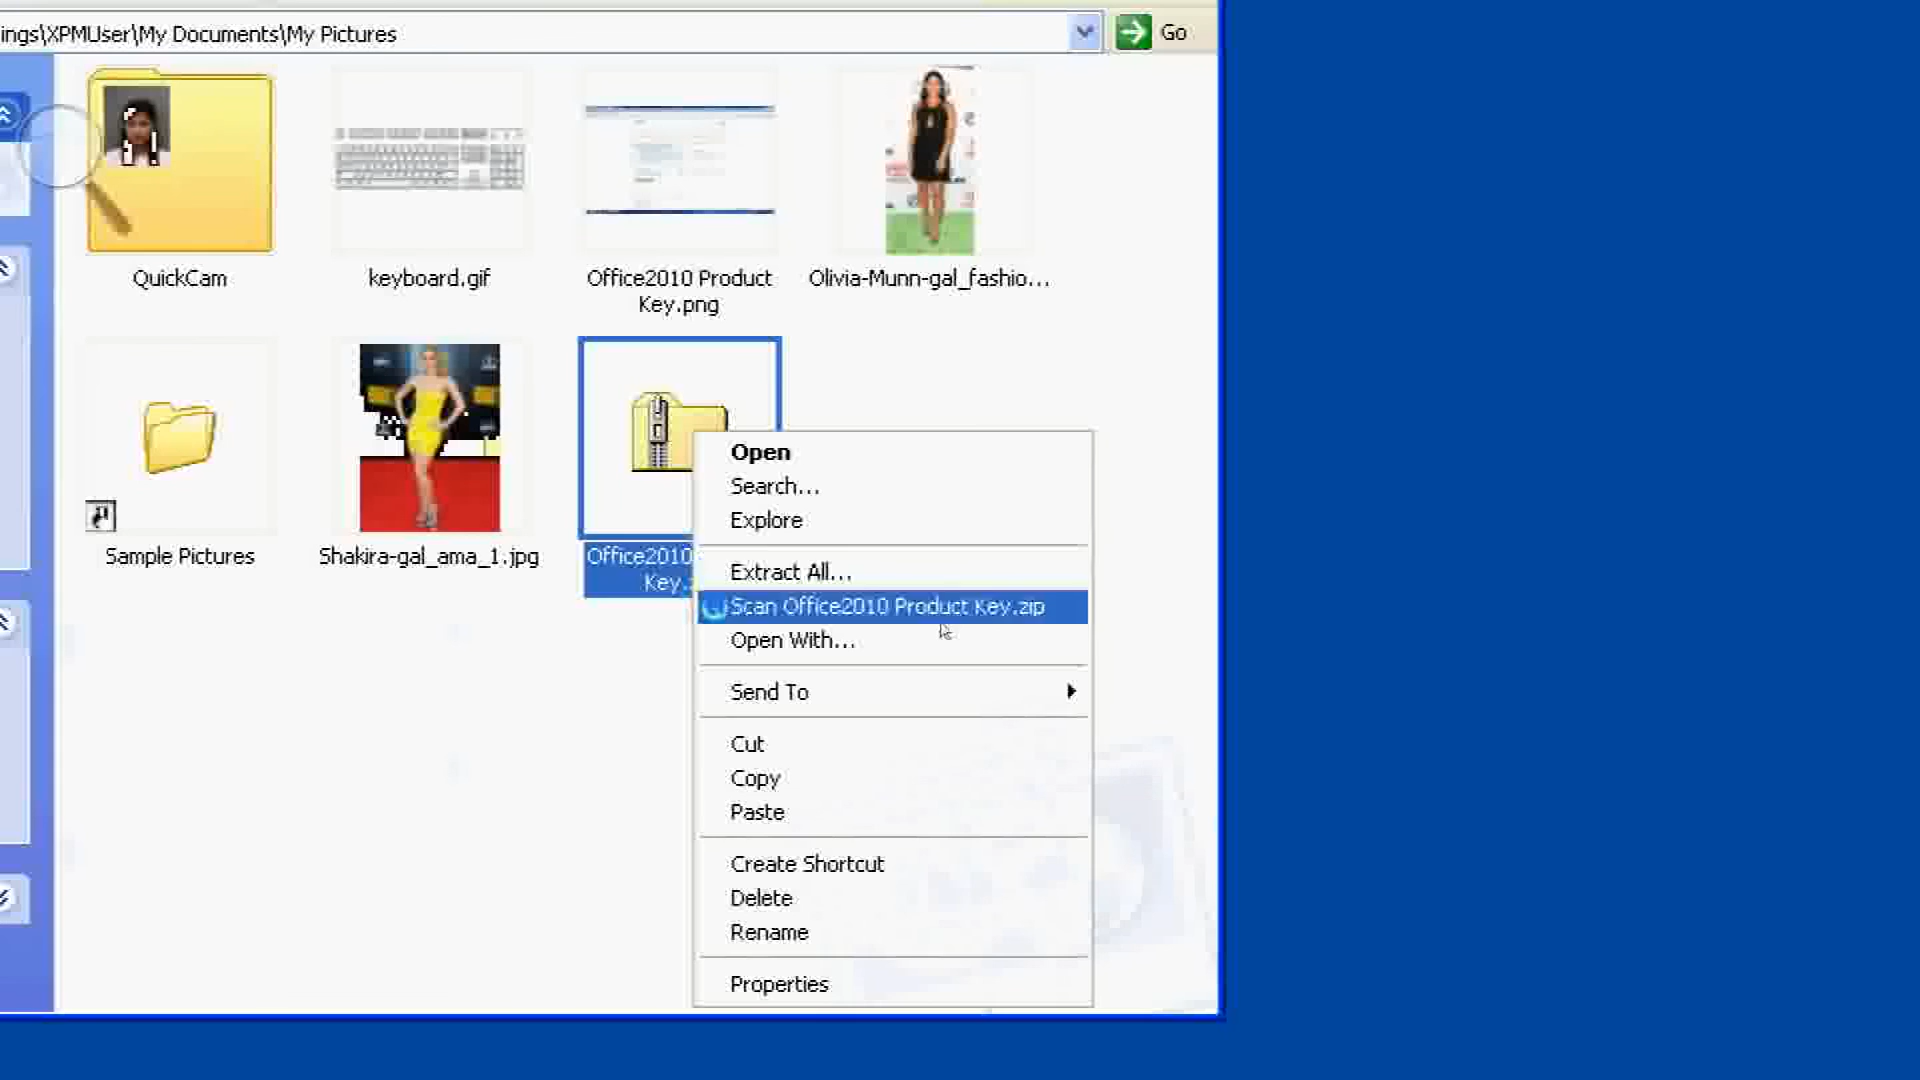 ings\XPMUser\My Documents\My Pictures
Go
QuickCam
keyboard.gif
Office2010 Product
Key.png
Olivia-Munn-gal_fashio...
Sample Pictures
Shakira-gal_ama_1.jpg
Office2010
Key.
Open
Search...
Explore
Extract All...
Scan Office2010 Product Key.zip
Open With...
Send To
Cut
Copy
Paste
Create Shortcut
Delete
Rename
Properties